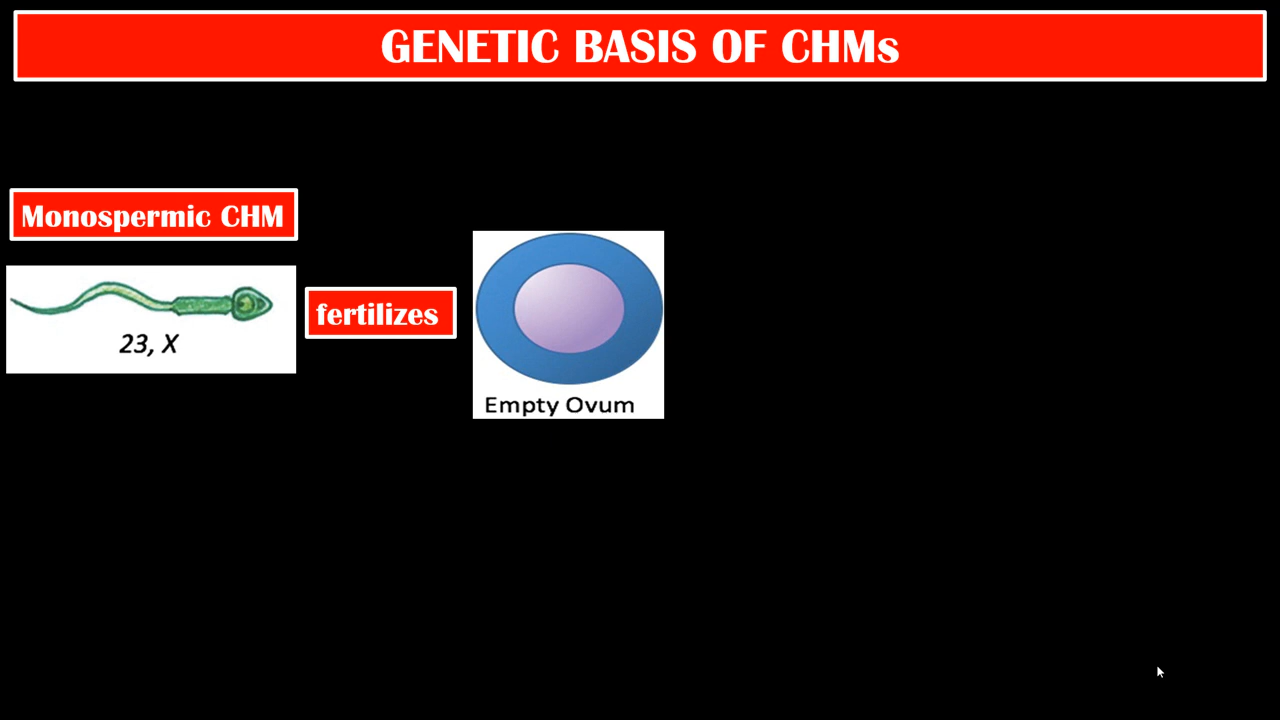 GENETIC BASIS OF CHMs
Monospermic CHM
23, X
fertilizes
Empty Ovum